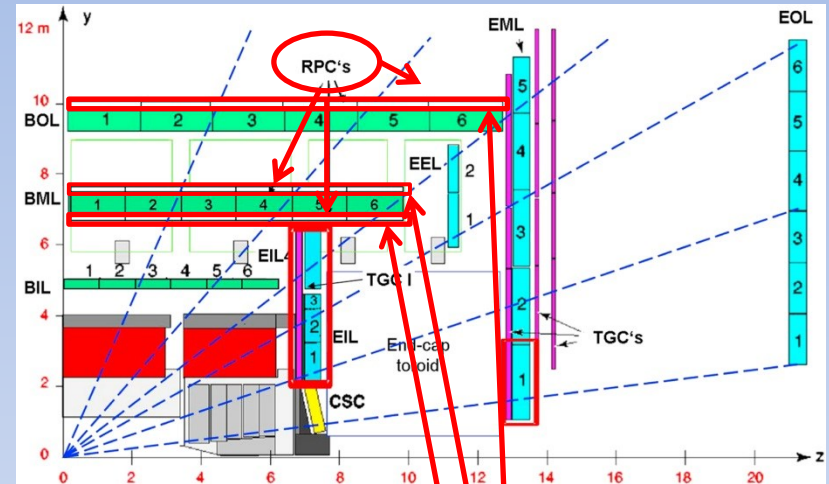 12 m
y
EML
EOL
RPC's
6
5
10
BOL
1 2 3 4 5 6
5
4
8
EEL
2
4
BML
1 2 3 4 5 6
1
3
3
6
EIL4
1 2 3 4 5 6
TGC I
BIL
2
2
4
3
2
EIL
End-cap
toroid
TGC's
1
1
1
2
CSC
0
z
0 2 4 6 8 10 12 14 16 18 20